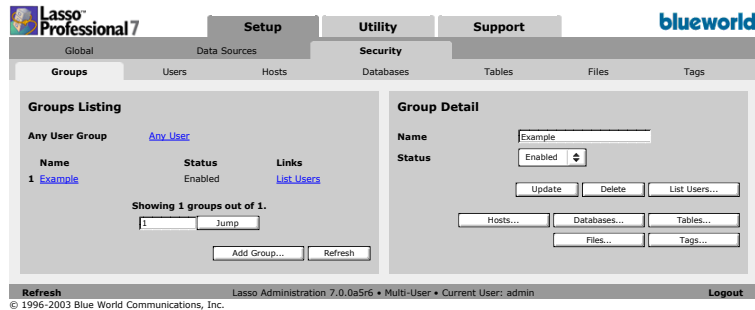 Lasso™
Professional 7
Setup Utility Support
blueworld
Global Data Sources Security
Groups Users Hosts Databases Tables Files Tags
Groups Listing
Any User Group Any User
Name Status Links
1 Example Enabled List Users
Showing 1 groups out of 1.
1 Jump
Add Group... Refresh
Group Detail
Name Example
Status Enabled
Update Delete List Users...
Hosts... Databases... Tables...
Files... Tags...
Refresh Lasso Administration 7.0.0a5r6 • Multi-User • Current User: admin Logout
© 1996-2003 Blue World Communications, Inc.